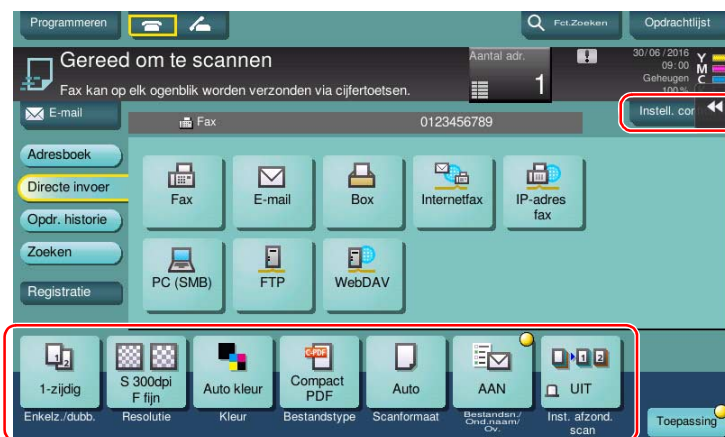 Programmeren
Fct.Zoeken
Opdrachtlijst
Gereed om te scannen
Fax kan op elk ogenblik worden verzonden via cijfertoetsen.
Aantal adr.
1
30/06/2016
09:00
Geheugen
100%
Y
M
C
E-mail
Fax 0123456789
Instell. cor
Adresboek
Directe invoer
Opdr. historie
Zoeken
Registratie
Fax
E-mail
Box
Internetfax
IP-adres
fax
PC (SMB)
FTP
WebDAV
1-zijdig
S 300dpi
F fijn
Auto kleur
Compact
PDF
Auto
AAN
UIT
Enkelz./dubb.
Resolutie
Kleur
Bestandstype
Scanformaat
Bestandsn./
Ond.naam/
Ov.
Inst. afzond.
scan
Toepassing